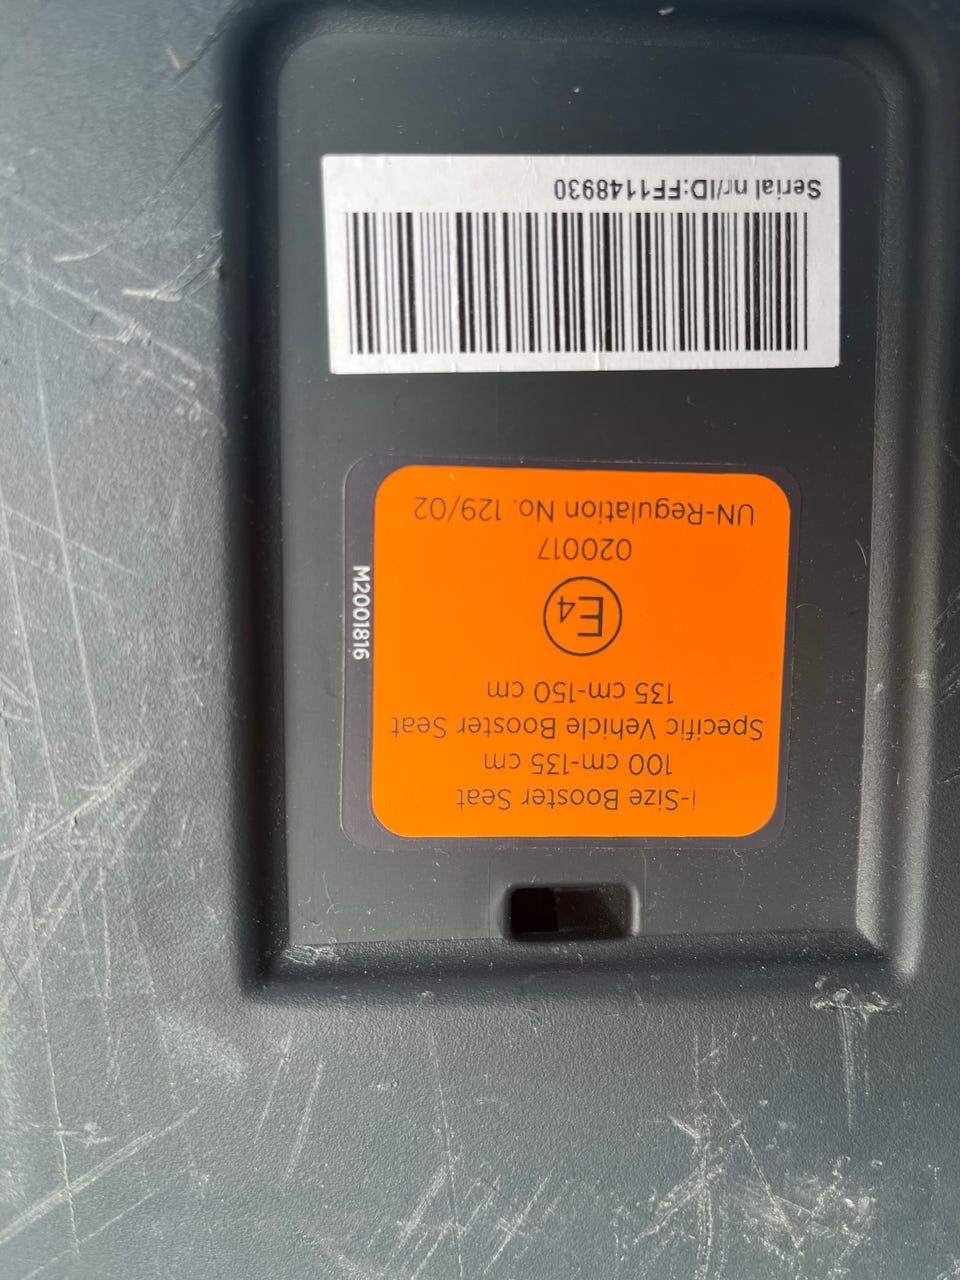 i-Size Booster Seat
100 cm-135 cm
Specific Vehicle Booster Seat
135 cm-150 cm
E4
020017
UN-Regulation No. 129/02
M2001816
Serial nr/ID:FF1148930